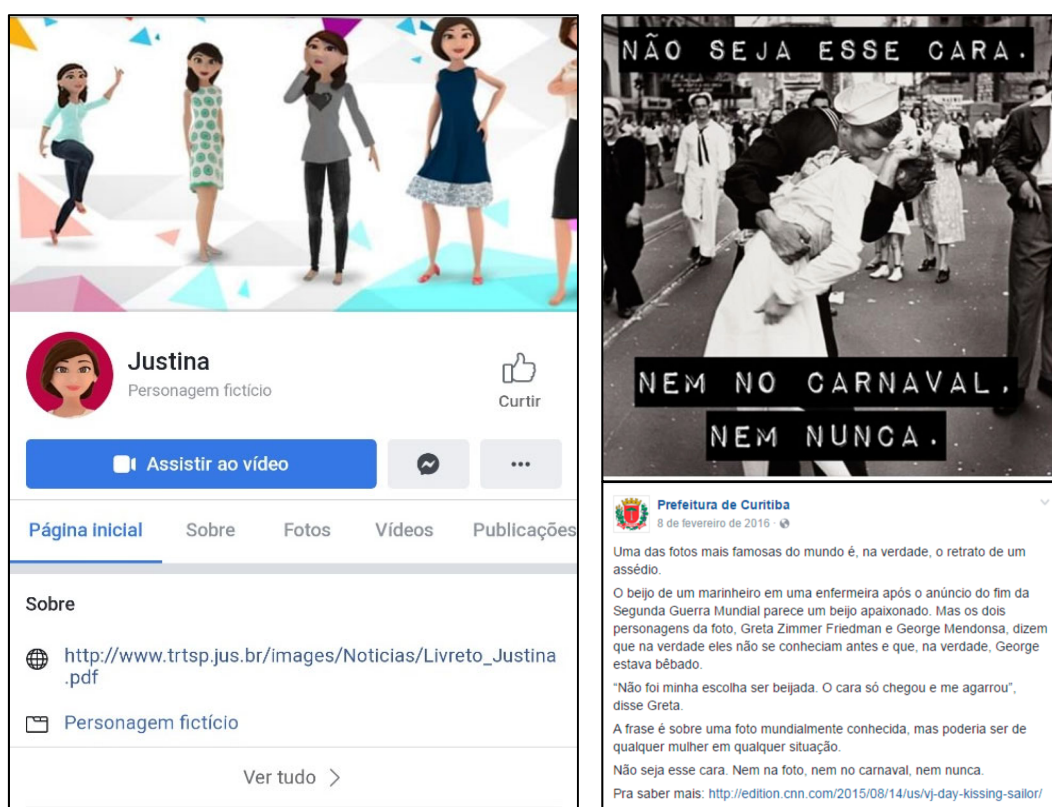 Justina
Personagem fictício
Curtir
Assistir ao vídeo
Página inicial Sobre Fotos Vídeos Publicações
Sobre
http://www.trtsp.jus.br/images/Noticias/Livreto_Justina
.pdf
Personagem fictício
Ver tudo
NÃO SEJA ESSE CARA.
NEM NO CARNAVAL.
NEM NUNCA.
Prefeitura de Curitiba
8 de fevereiro de 2016
Uma das fotos mais famosas do mundo é, na verdade, o retrato de um
assédio.
O beijo de um marinheiro em uma enfermeira após o anúncio do fim da
Segunda Guerra Mundial parece um beijo apaixonado. Mas os dois
personagens da foto, Greta Zimmer Friedman e George Mendonsa, dizem
que na verdade eles não se conheciam antes e que, na verdade, George
estava bêbado.
"Não foi minha escolha ser beijada. O cara só chegou e me agarrou",
disse Greta.
A frase é sobre uma foto mundialmente conhecida, mas poderia ser de
qualquer mulher em qualquer situação.
Não seja esse cara. Nem na foto, nem no carnaval, nem nunca.
Pra saber mais: http://edition.cnn.com/2015/08/14/us/vj-day-kissing-sailor/